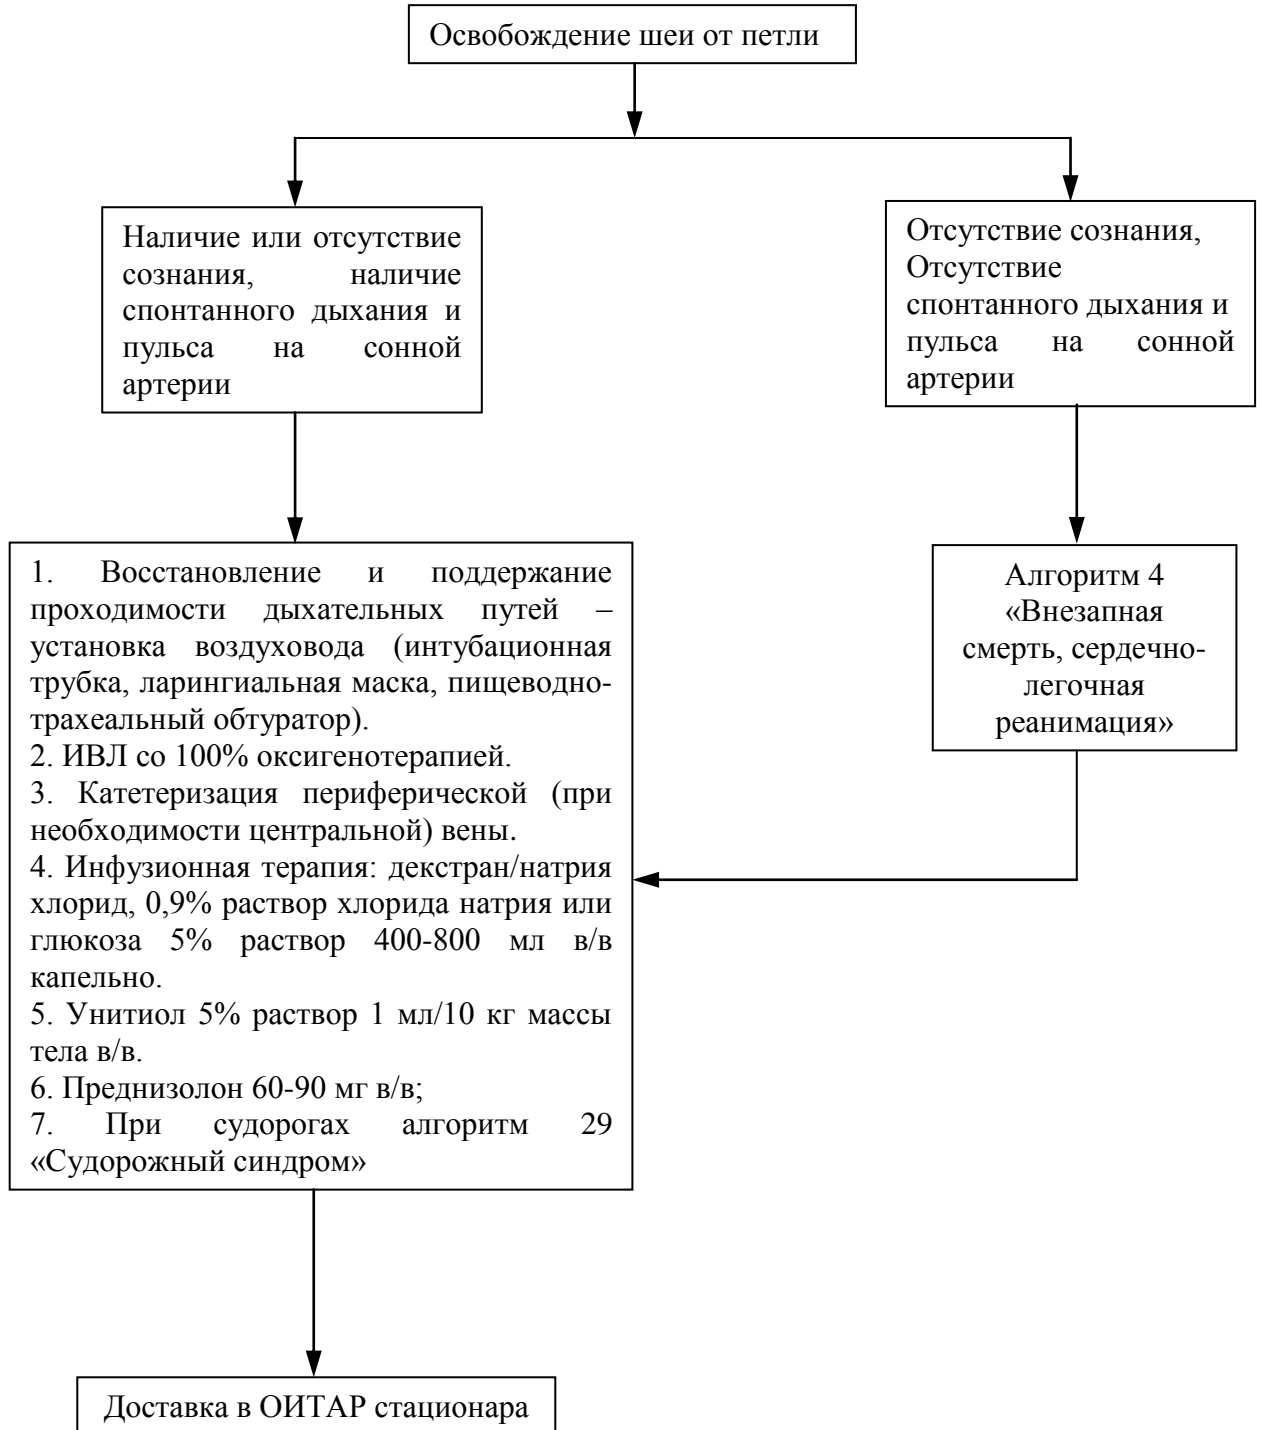 Освобождение шеи от петли
Наличие или отсутствие
сознания, наличие
спонтанного дыхания и
пульса на сонной
артерии
Отсутствие сознания,
Отсутствие
спонтанного дыхания и
пульса на сонной
артерии
1. Восстановление и поддержание
проходимости дыхательных путей –
установка воздуховода (интубационная
трубка, ларингиальная маска, пищеводно-
трахеальный обтуратор).
2. ИВЛ со 100% оксигенотерапией.
3. Катетеризация периферической (при
необходимости центральной) вены.
4. Инфузионная терапия: декстран/натрия
хлорид, 0,9% раствор хлорида натрия или
глюкоза 5% раствор 400-800 мл в/в
капельно.
5. Унитиол 5% раствор 1 мл/10 кг массы
тела в/в.
6. Преднизолон 60-90 мг в/в;
7. При судорогах алгоритм 29
«Судорожный синдром»
Алгоритм 4
«Внезапная
смерть, сердечно-
легочная
реанимация»
Доставка в ОИТАР стационара